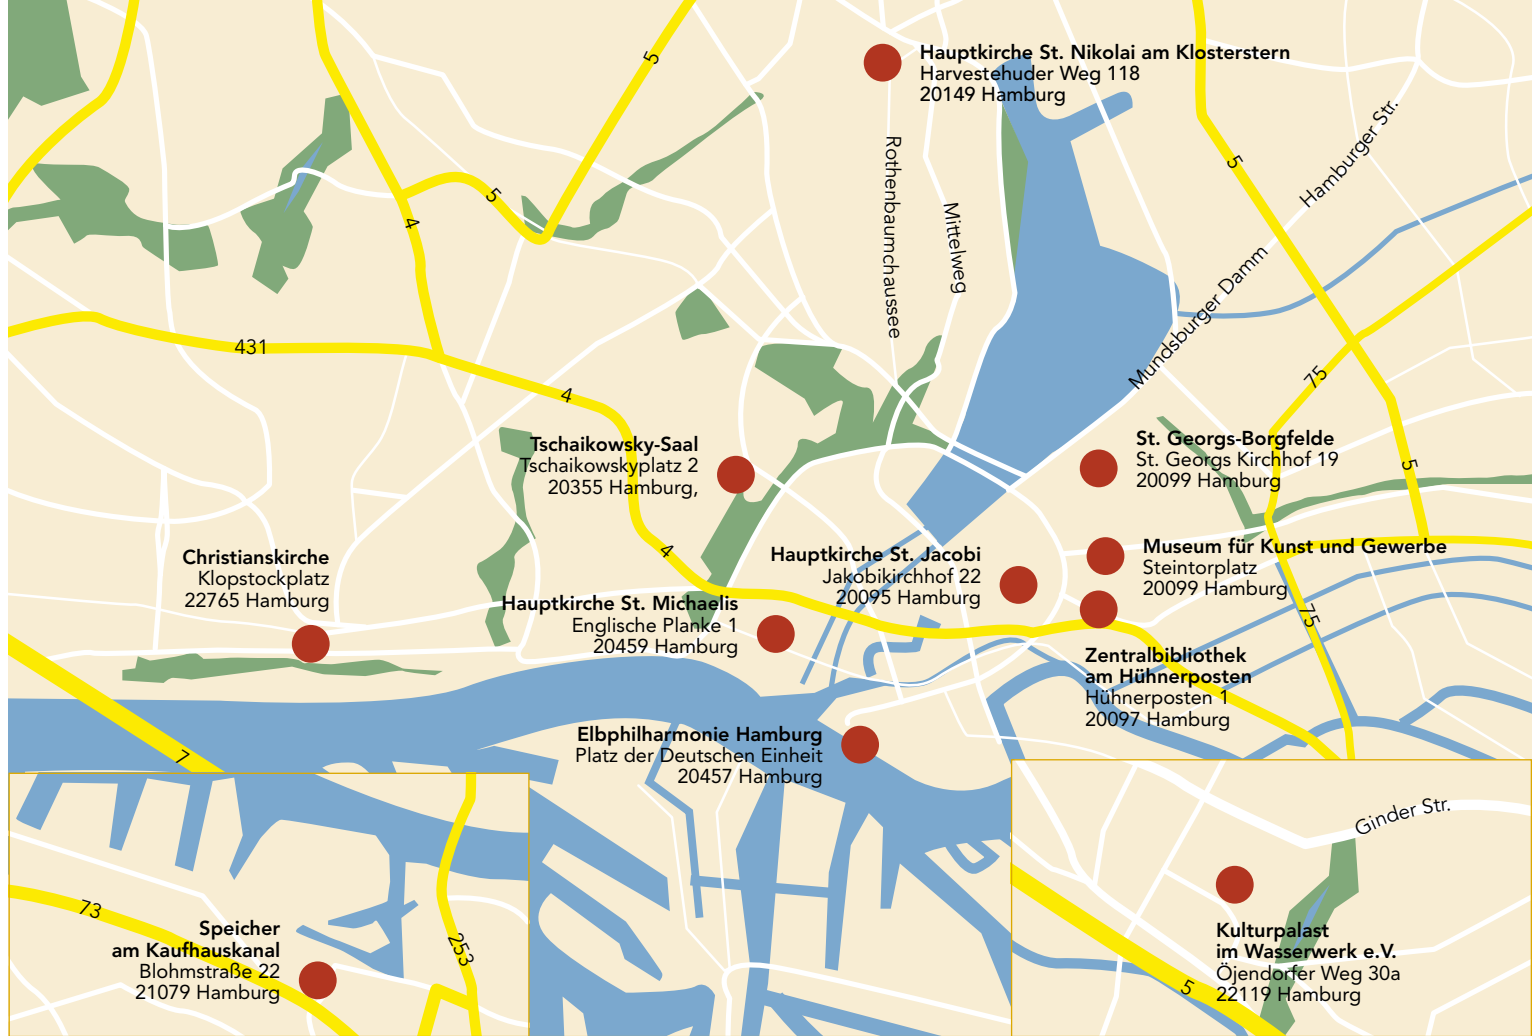 5
Hauptkirche St. Nikolai am Klosterstern
Harvestehuder Weg 118
20149 Hamburg
Rothenbaumchaussee
Mittelweg
5
Hamburger Str.
Mundsburger Damm
5
4
431
4
75
5
Tschaikowsky-Saal
Tschaikowskyplatz 2
20355 Hamburg,
St. Georgs-Borgfelde
St. Georgs Kirchhof 19
20099 Hamburg
4
Christianskirche
Klopstockplatz
22765 Hamburg
Hauptkirche St. Jacobi
Jakobikirchhof 22
20095 Hamburg
Museum für Kunst und Gewerbe
Steintorplatz
20099 Hamburg
75
Hauptkirche St. Michaelis
Englische Planke 1
20459 Hamburg
Zentralbibliothek
am Hühnerposten
Hühnerposten 1
20097 Hamburg
Elbphilharmonie Hamburg
Platz der Deutschen Einheit
20457 Hamburg
7
Ginder Str.
73
253
Speicher
am Kaufhauskanal
Blohmstraße 22
21079 Hamburg
Kulturpalast
im Wasserwerk e.V.
Öjendorfer Weg 30a
22119 Hamburg
5